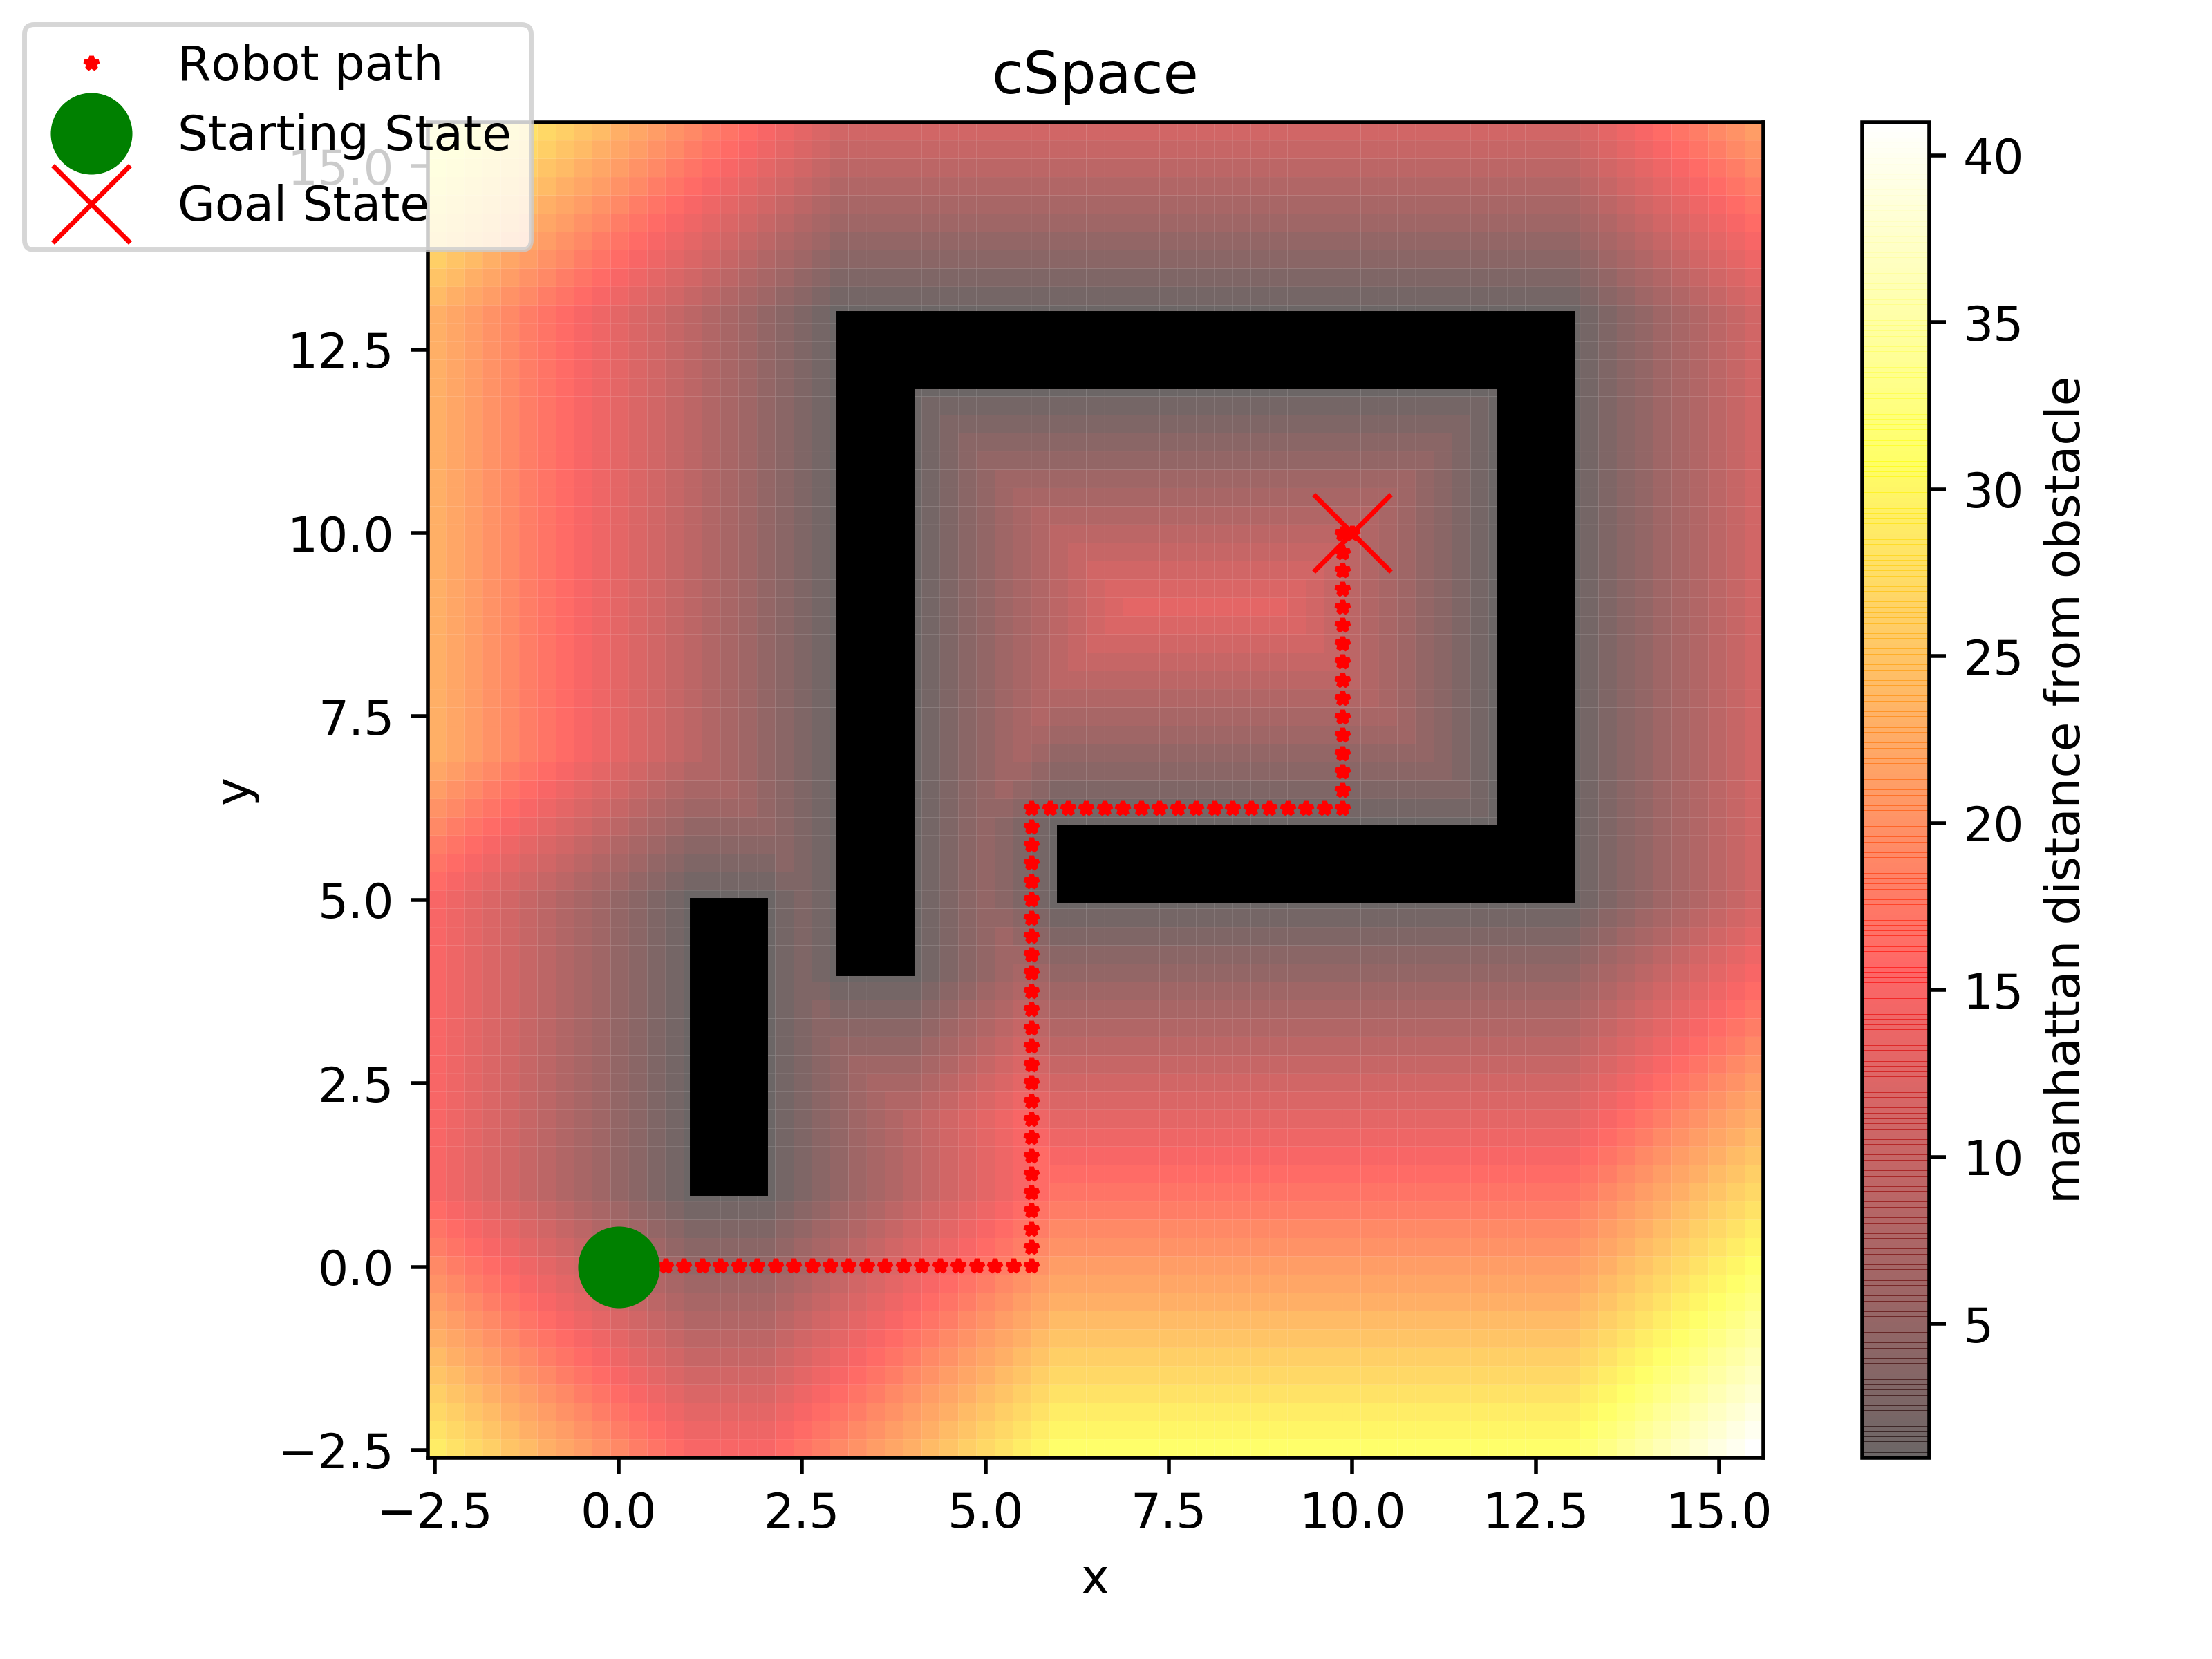 Robot path
Starting State
Goal State
cSpace
15.0
12.5
10.0
7.5
5.0
2.5
0.0
−2.5
y
−2.5 0.0 2.5 5.0 7.5 10.0 12.5 15.0
x
40
35
30
25
20
15
10
5
manhattan distance from obstacle